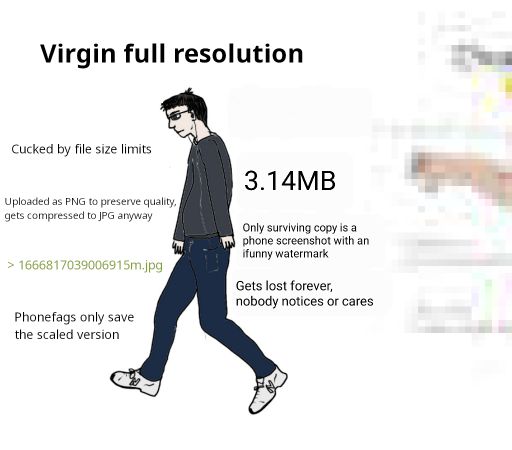 Virgin full resolution
Cucked by file size limits
3.14MB
Uploaded as PNG to preserve quality,
gets compressed to JPG anyway
Only surviving copy is a
phone screenshot with an
ifunny watermark
> 1666817039006915m.jpg
Gets lost forever,
nobody notices or cares
Phonefags only save
the scaled version